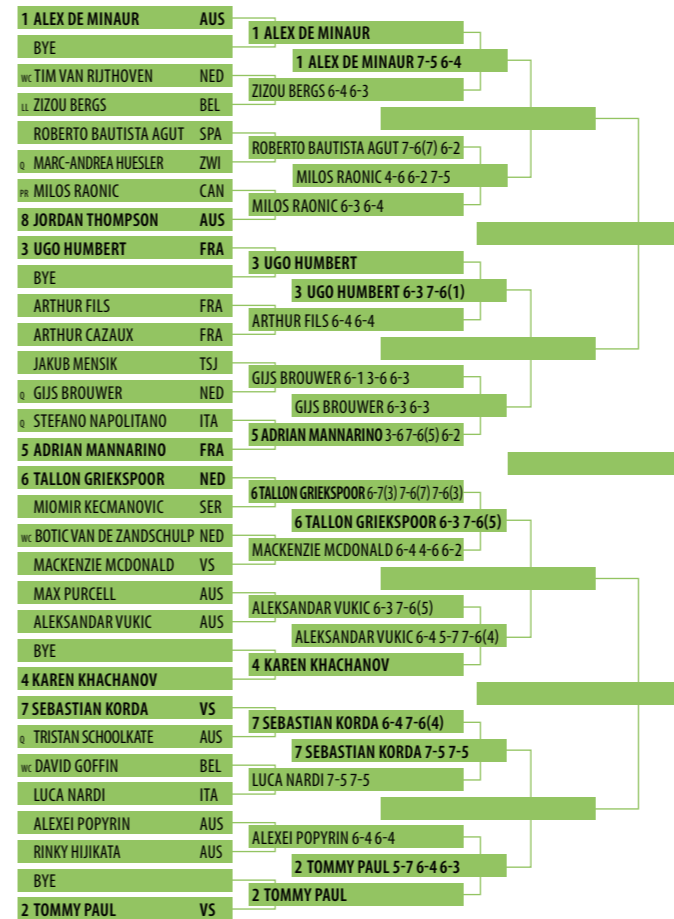 1 ALEX DE MINAUR AUS
BYE
WC TIM VAN RIJTHOVEN NED
LL ZIZOU BERGS BEL
ROBERTO BAUTISTA AGUT SPA
Q MARC-ANDREA HUESLER ZWI
PR MILOS RAONIC CAN
8 JORDAN THOMPSON AUS
3 UGO HUMBERT FRA
BYE
ARTHUR FILS FRA
ARTHUR CAZAUX FRA
JAKUB MENSIK TSJ
Q GIJS BROUWER NED
Q STEFANO NAPOLITANO ITA
5 ADRIAN MANNARINO FRA
6 TALLON GRIEKSPOOR NED
MIOMIR KECMANOVIC SER
WC BOTIC VAN DE ZANDSCHULP NED
MACKENZIE MCDONALD VS
MAX PURCELL AUS
ALEKSANDAR VUKIC AUS
BYE
4 KAREN KHACHANOV
7 SEBASTIAN KORDA VS
Q TRISTAN SCHOOLKATE AUS
WC DAVID GOFFIN BEL
LUCA NARDI ITA
ALEXEI POPYRIN AUS
RINKY HIJIKATA AUS
BYE
2 TOMMY PAUL VS
1 ALEX DE MINAUR
ZIZOU BERGS 6-4 6-3
ROBERTO BAUTISTA AGUT 7-6(7) 6-2
MILOS RAONIC 6-3 6-4
3 UGO HUMBERT
ARTHUR FILS 6-4 6-4
GIJS BROUWER 6-1 3-6 6-3
5 ADRIAN MANNARINO 3-6 7-6(5) 6-2
6 TALLON GRIEKSPOOR 6-7(3) 7-6(7) 7-6(3)
MACKENZIE MCDONALD 6-4 4-6 6-2
ALEKSANDAR VUKIC 6-3 7-6(5)
4 KAREN KHACHANOV
7 SEBASTIAN KORDA 6-4 7-6(4)
LUCA NARDI 7-5 7-5
ALEXEI POPYRIN 6-4 6-4
2 TOMMY PAUL
1 ALEX DE MINAUR 7-5 6-4
MILOS RAONIC 4-6 6-2 7-5
3 UGO HUMBERT 6-3 7-6(1)
GIJS BROUWER 6-3 6-3
6 TALLON GRIEKSPOOR 6-3 7-6(5)
ALEKSANDAR VUKIC 6-4 5-7 7-6(4)
7 SEBASTIAN KORDA 7-5 7-5
2 TOMMY PAUL 5-7 6-4 6-3